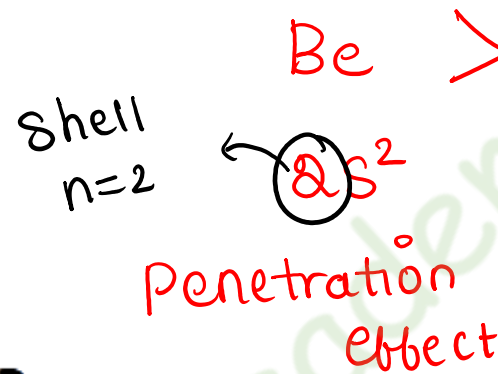 Be >
shell
n=2
2s²
Penetration
effect